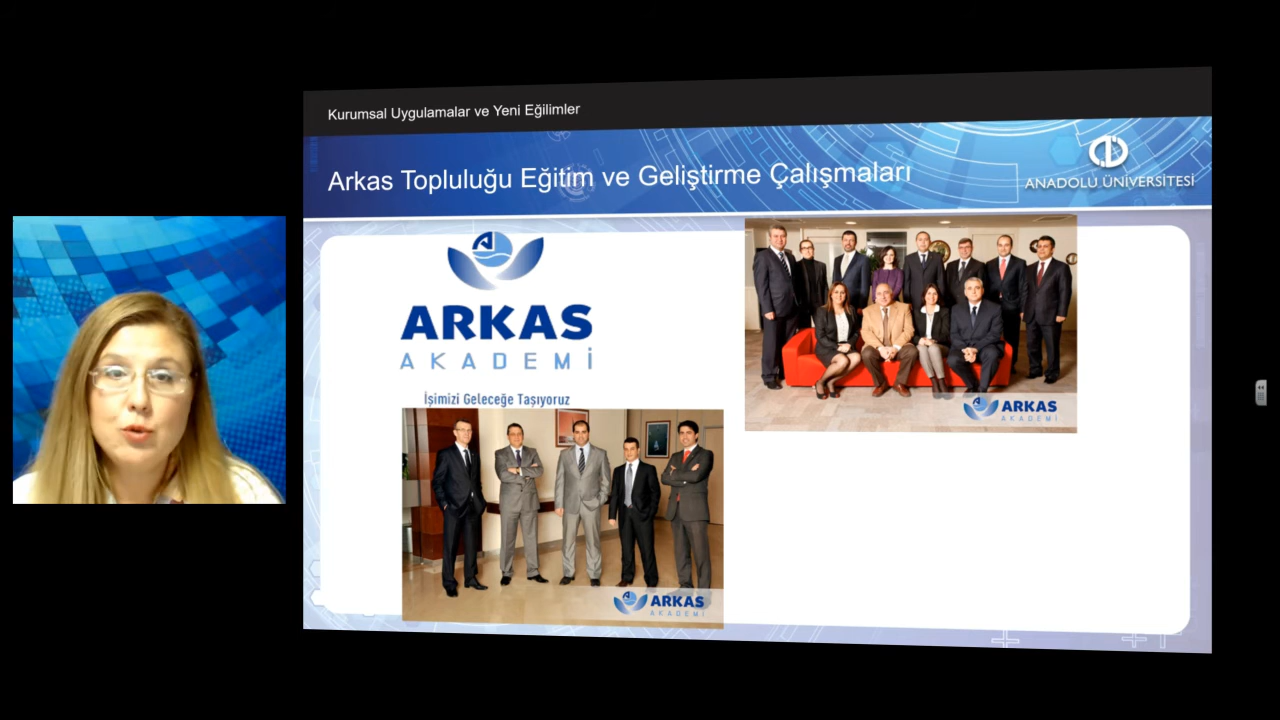 Kurumsal Uygulamalar ve Yeni Eğilimler
Arkas Topluluğu Eğitim ve Geliştirme Çalışmaları
ANADOLU ÜNİVERSİTESİ
ARKAS
AKADEMİ
İşimizi Geleceğe Taşıyoruz
ARKAS
AKADEMİ
ARKAS
AKADEMİ